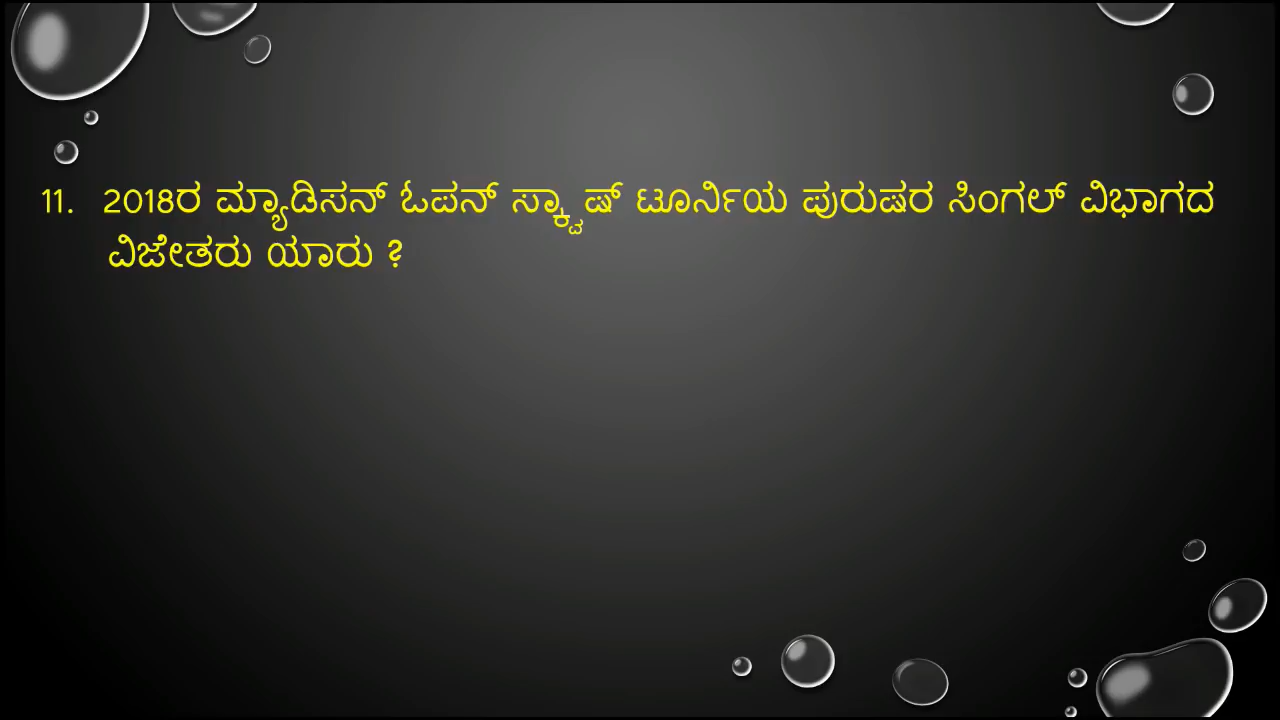 11. 2018ರ ಮ್ಯಾಡಿಸನ್ ಓಪನ್ ಸ್ಕ್ವಾಷ್ ಟೂರ್ನಿಯ ಪುರುಷರ ಸಿಂಗಲ್ ವಿಭಾಗದ
ವಿಜೇತರು ಯಾರು ?